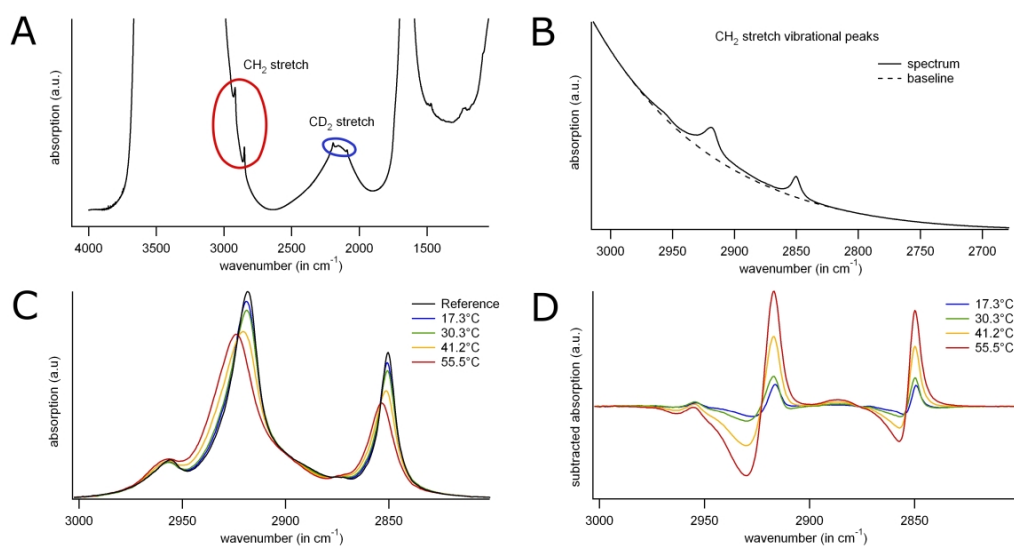 A
absorption (a.u.)
CH₂ stretch
CD₂ stretch
4000 3500 3000 2500 2000 1500
wavenumber (in cm⁻¹)
B
absorption (a.u.)
CH₂ stretch vibrational peaks
spectrum
baseline
3000 2950 2900 2850 2800 2750 2700
wavenumber (in cm⁻¹)
C
absorption (a.u)
Reference
17.3°C
30.3°C
41.2°C
55.5°C
3000 2950 2900 2850
wavenumber (in cm⁻¹)
D
subtracted absorption (a.u.)
17.3°C
30.3°C
41.2°C
55.5°C
3000 2950 2900 2850
wavenumber (in cm⁻¹)